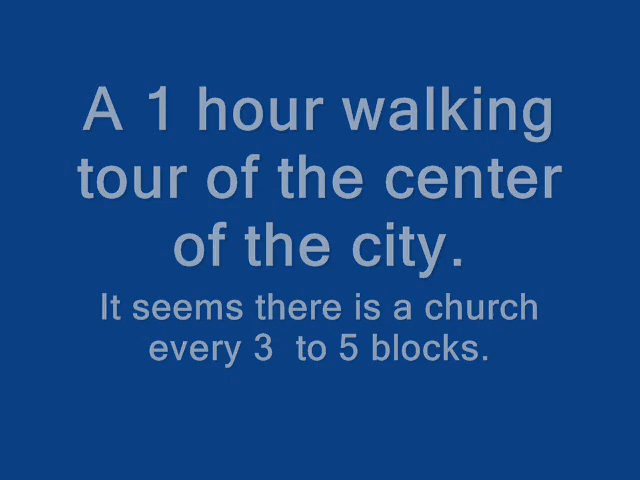 A 1 hour walking
tour of the center
of the city.
It seems there is a church
every 3  to 5 blocks.